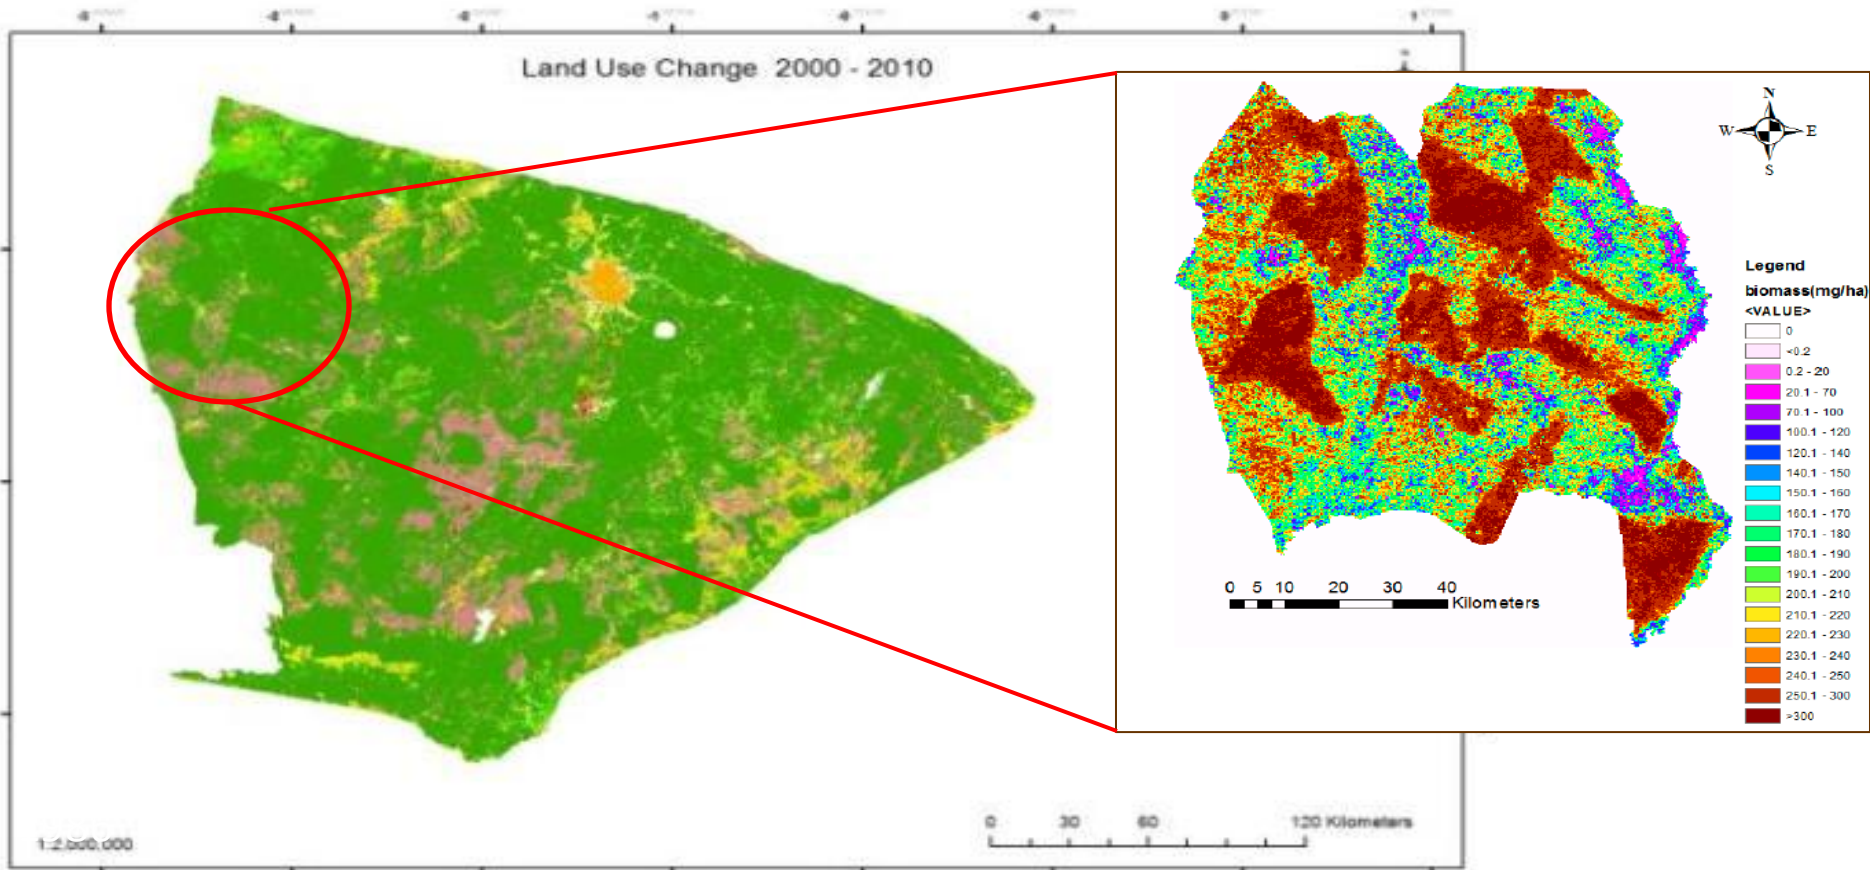 Land Use Change 2000 - 2010
N
W
E
S
Legend
biomass(mg/ha)
<VALUE>
0
<0.2
0.2 - 20
20.1 - 70
70.1 - 100
100.1 - 120
120.1 - 140
140.1 - 150
150.1 - 160
160.1 - 170
170.1 - 180
180.1 - 190
190.1 - 200
200.1 - 210
210.1 - 220
220.1 - 230
230.1 - 240
240.1 - 250
250.1 - 300
>300
0 5 10 20 30 40
Kilometers
0 30 60 120 Kilometers
1:2,000,000